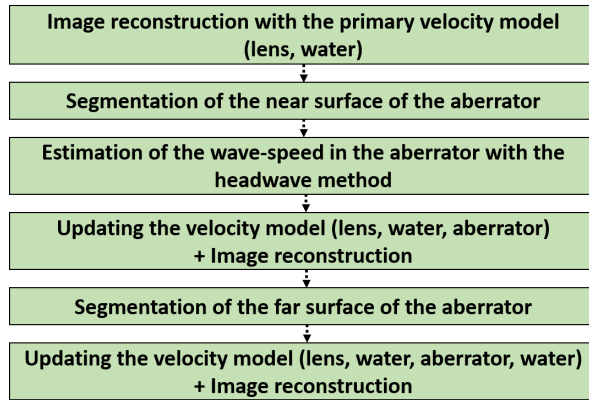 Image reconstruction with the primary velocity model
(lens, water)
Segmentation of the near surface of the aberrator
Estimation of the wave-speed in the aberrator with the
headwave method
Updating the velocity model (lens, water, aberrator)
+ Image reconstruction
Segmentation of the far surface of the aberrator
Updating the velocity model (lens, water, aberrator, water)
+ Image reconstruction